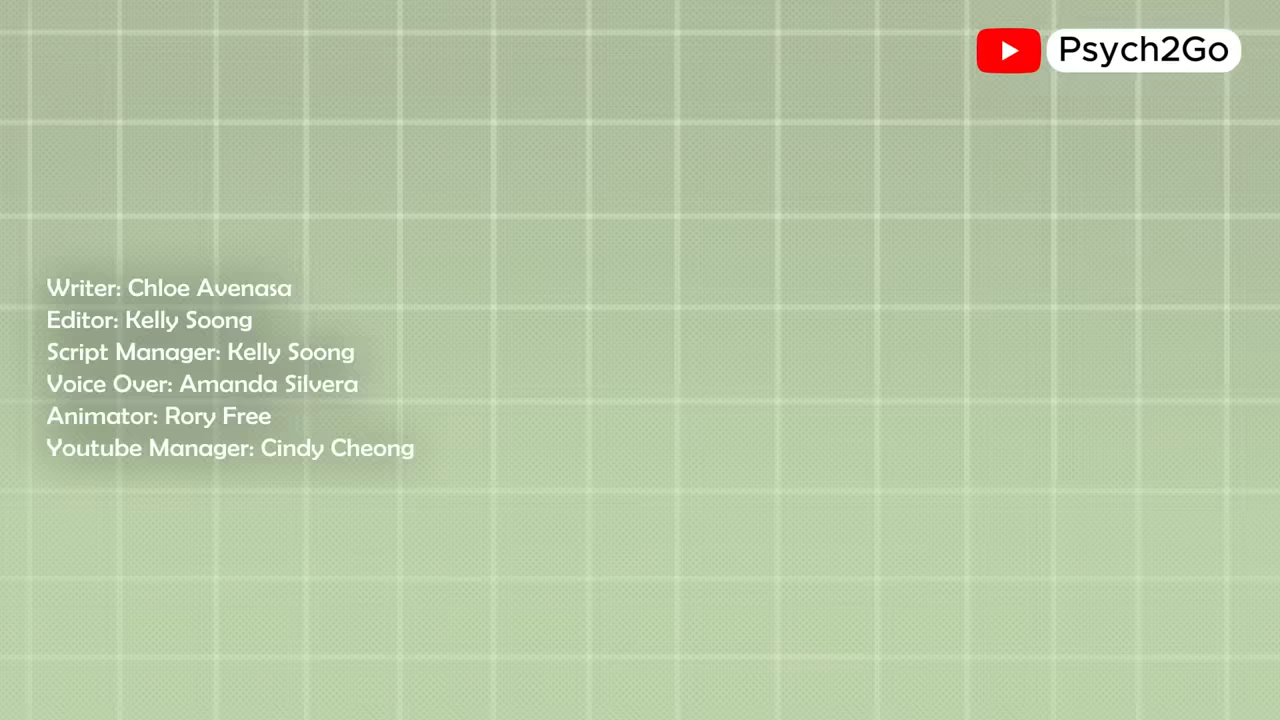 Psych2Go
Writer: Chloe Avenasa
Editor: Kelly Soong
Script Manager: Kelly Soong
Voice Over: Amanda Silvera
Animator: Rory Free
Youtube Manager: Cindy Cheong